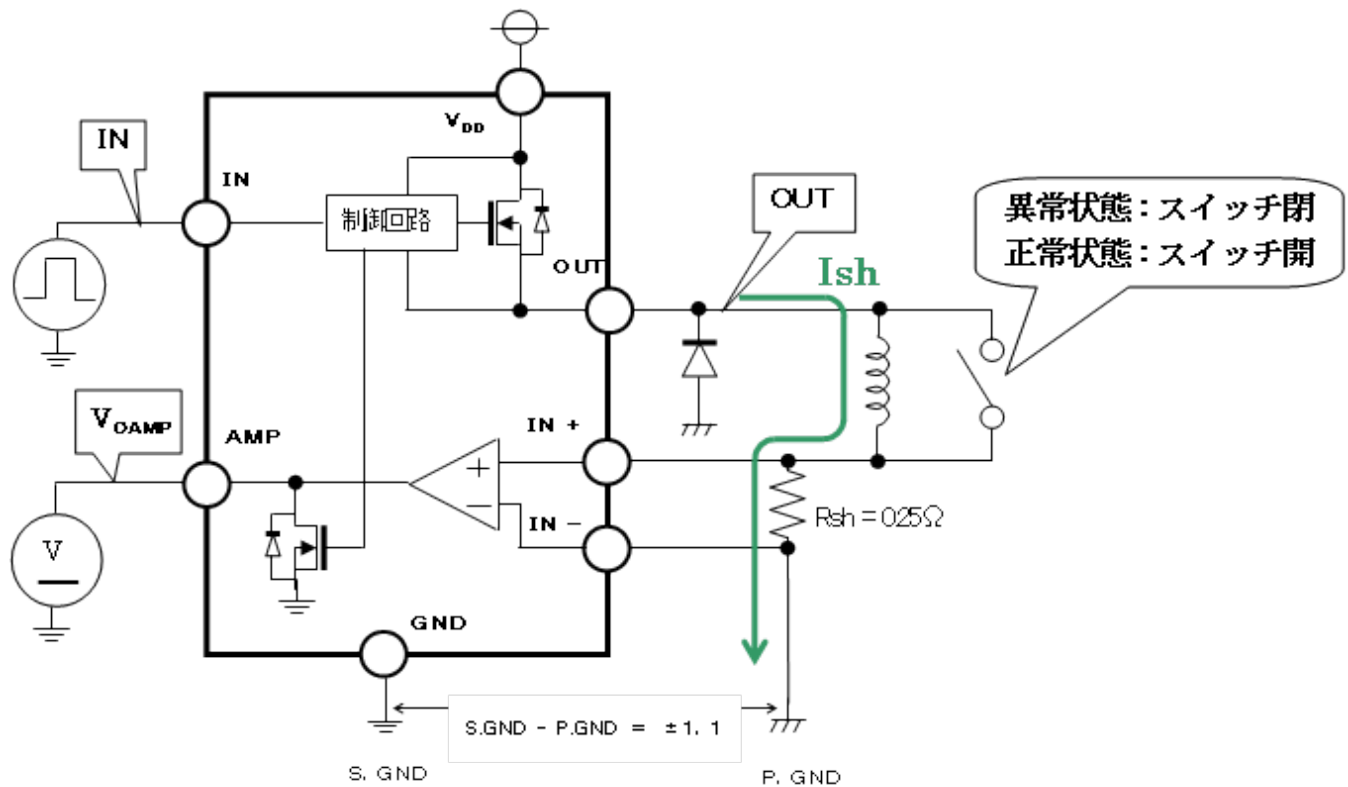 V_DD
IN
IN
制御回路
OUT
OUT
Ish
異常状態：スイッチ閉
正常状態：スイッチ開
V_OAMP
AMP
IN +
+
−
IN −
Rsh = 025Ω
V
GND
S.GND - P.GND = ±1. 1
S. GND
P. GND